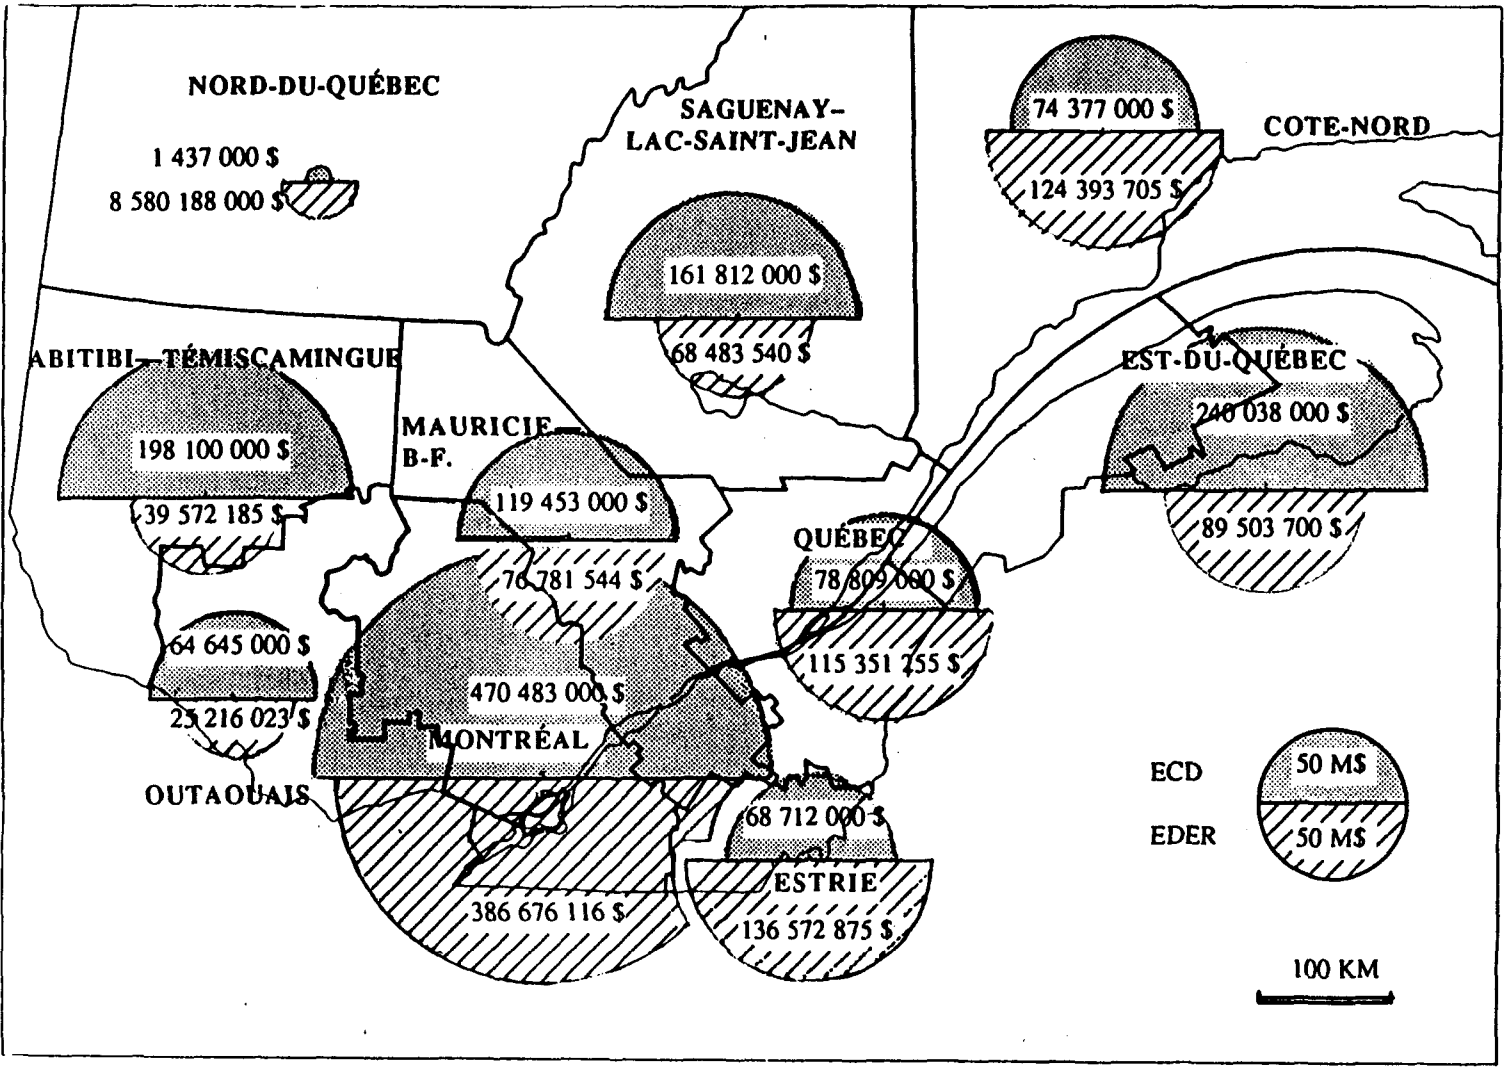 NORD-DU-QUÉBEC
1 437 000 $
8 580 188 000 $
SAGUENAY–
LAC-SAINT-JEAN
161 812 000 $
68 483 540 $
74 377 000 $
COTE-NORD
124 393 705 $
ABITIBI–TÉMISCAMINGUE
198 100 000 $
39 572 185 $
MAURICIE–
B-F.
119 453 000 $
76 781 544 $
EST-DU-QUÉBEC
240 038 000 $
89 503 700 $
QUÉBEC
78 809 000 $
115 351 255 $
64 645 000 $
25 216 023 $
OUTAOUAIS
470 483 000 $
MONTRÉAL
386 676 116 $
68 712 000 $
ESTRIE
136 572 875 $
ECD
50 M$
EDER
50 M$
100 KM